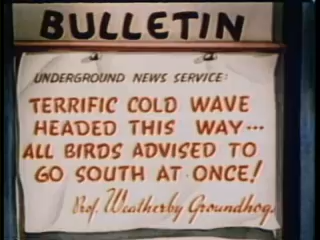 BULLETIN
UNDERGROUND NEWS SERVICE:
TERRIFIC COLD WAVE
HEADED THIS WAY---
ALL BIRDS ADVISED TO
GO SOUTH AT ONCE!
Prof. Weatherby Groundhog.